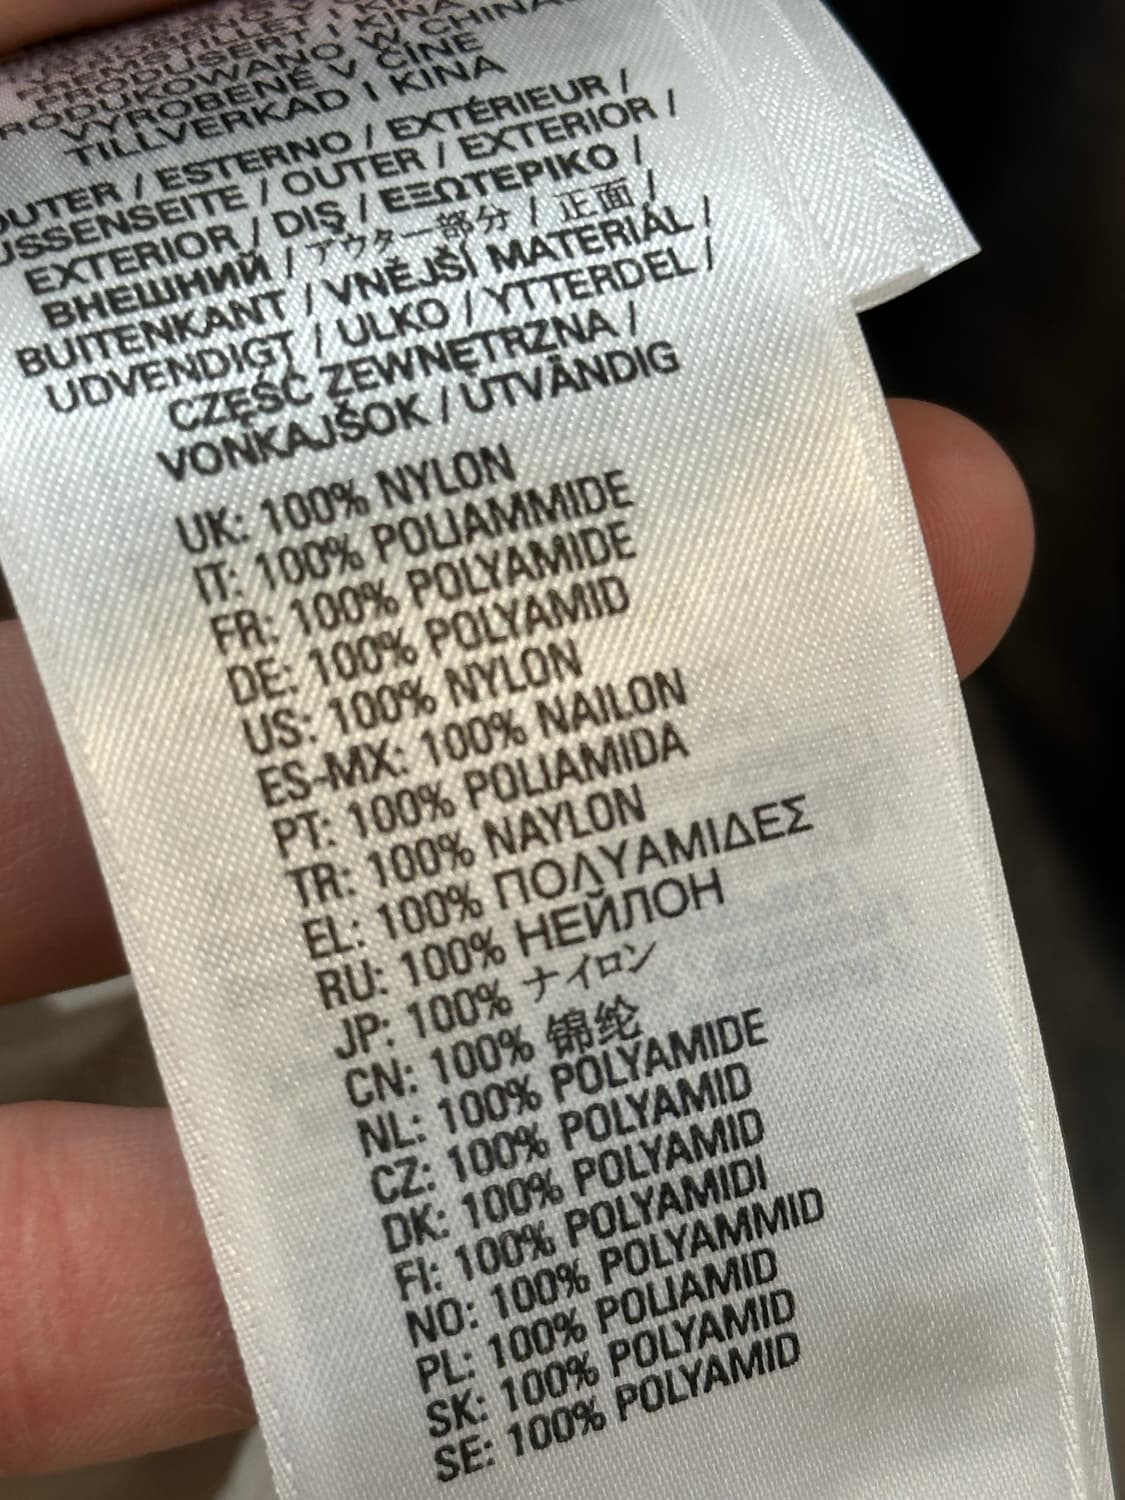 PRODUSERT I KINA
WYPRODUKOWANO W CHINACH
VYROBENÉ V ČÍNE
TILLVERKAD I KINA
OUTER / ESTERNO / EXTÉRIEUR /
AUSSENSEITE / OUTER / EXTERIOR /
EXTERIOR / DIŞ / ΕΞΩΤΕΡΙΚΟ /
ВНЕШНИЙ / アウター部分 / 正面 /
BUITENKANT / VNĚJŠÍ MATERIÁL /
UDVENDIGT / ULKO / YTTERDEL /
CZĘŚĆ ZEWNĘTRZNA /
VONKAJŠOK / UTVÄNDIG
UK: 100% NYLON
IT: 100% POLIAMMIDE
FR: 100% POLYAMIDE
DE: 100% POLYAMID
US: 100% NYLON
ES-MX: 100% NAILON
PT: 100% POLIAMIDA
TR: 100% NAYLON
EL: 100% ΠΟΛΥΑΜΙΔΕΣ
RU: 100% НЕЙЛОН
JP: 100% ナイロン
CN: 100% 锦纶
NL: 100% POLYAMIDE
CZ: 100% POLYAMID
DK: 100% POLYAMID
FI: 100% POLYAMIDI
NO: 100% POLYAMMID
PL: 100% POLIAMID
SK: 100% POLYAMID
SE: 100% POLYAMID